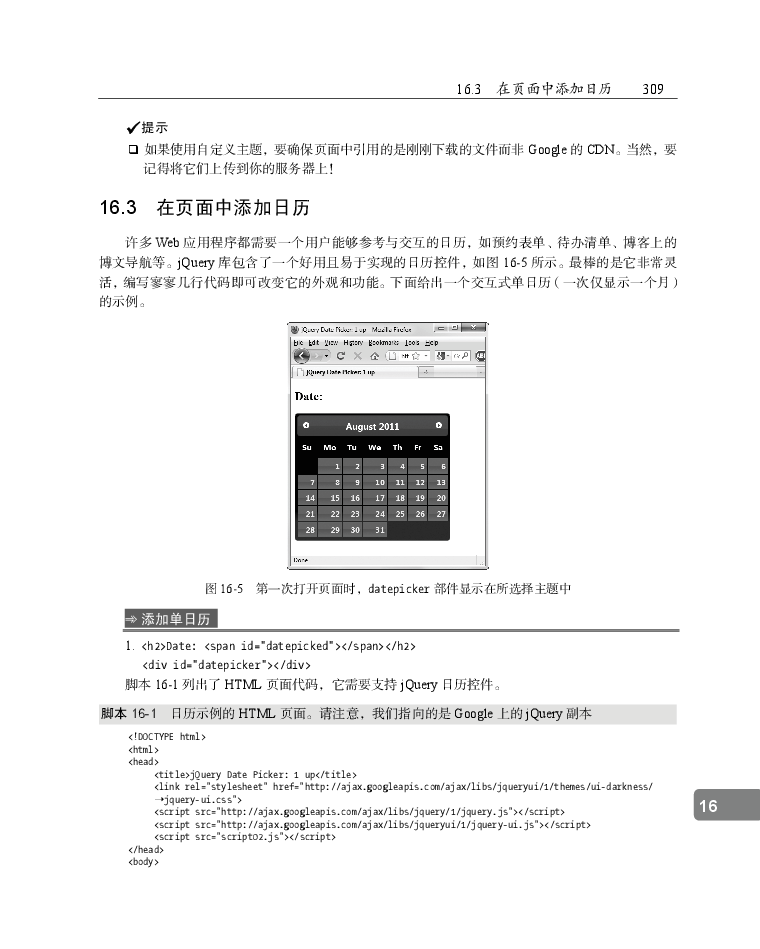 16.3 在页面中添加日历 309
✓提示
❑ 如果使用自定义主题，要确保页面中引用的是刚刚下载的文件而非 Google 的 CDN。当然，要
记得将它们上传到你的服务器上！
16.3 在页面中添加日历
许多 Web 应用程序都需要一个用户能够参考与交互的日历，如预约表单、待办清单、博客上的
博文导航等。jQuery 库包含了一个好用且易于实现的日历控件，如图 16-5 所示。最棒的是它非常灵
活，编写寥寥几行代码即可改变它的外观和功能。下面给出一个交互式单日历（一次仅显示一个月）
的示例。
jQuery Date Picker: 1 up - Mozilla Firefox
File Edit View History Bookmarks Tools Help
jQuery Date Picker: 1 up
Date:
August 2011
Su Mo Tu We Th Fr Sa
1 2 3 4 5 6
7 8 9 10 11 12 13
14 15 16 17 18 19 20
21 22 23 24 25 26 27
28 29 30 31
Done
图 16-5 第一次打开页面时，datepicker 部件显示在所选择主题中
添加单日历
1. <h2>Date: <span id="datepicked"></span></h2>
<div id="datepicker"></div>
脚本 16-1 列出了 HTML 页面代码，它需要支持 jQuery 日历控件。
脚本 16-1 日历示例的 HTML 页面。请注意，我们指向的是 Google 上的 jQuery 副本
<!DOCTYPE html>
<html>
<head>
<title>jQuery Date Picker: 1 up</title>
<link rel="stylesheet" href="http://ajax.googleapis.com/ajax/libs/jqueryui/1/themes/ui-darkness/
➝jquery-ui.css">
<script src="http://ajax.googleapis.com/ajax/libs/jquery/1/jquery.js"></script>
<script src="http://ajax.googleapis.com/ajax/libs/jqueryui/1/jquery-ui.js"></script>
<script src="script02.js"></script>
</head>
<body>
16